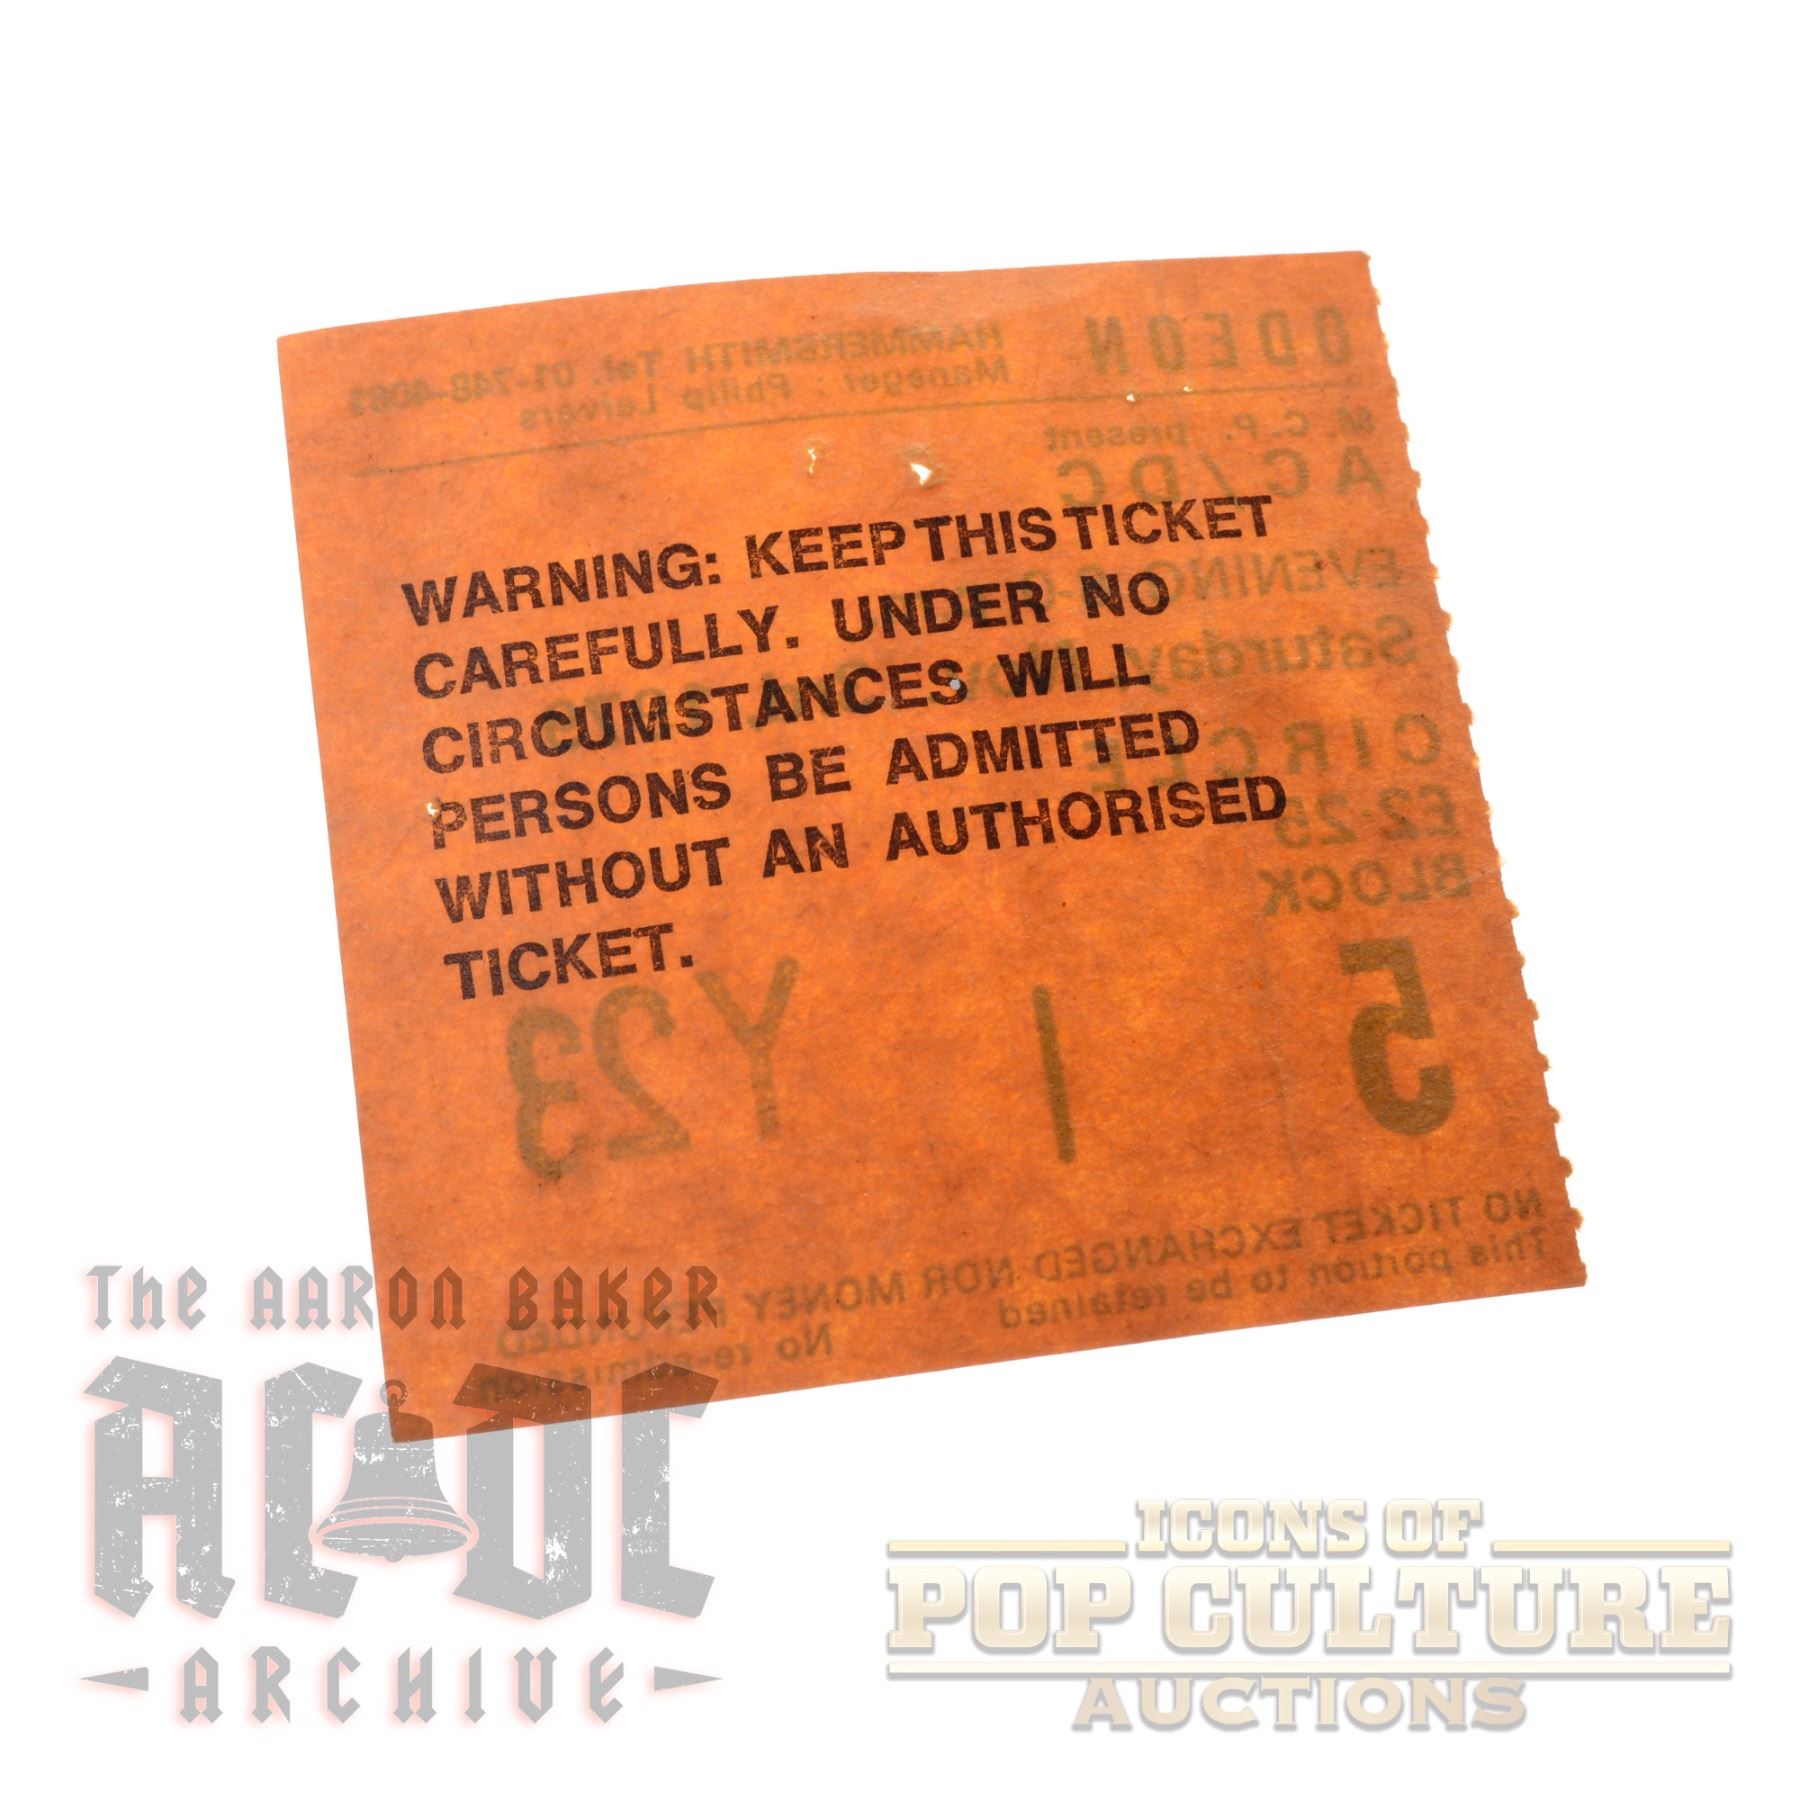 ODEON
HAMMERSMITH Tel. 01-748-4081
Manager: Philip Leivers
M.C.P. present
AC/DC
WARNING: KEEP THIS TICKET
CAREFULLY. UNDER NO
CIRCUMSTANCES WILL
PERSONS BE ADMITTED
WITHOUT AN AUTHORISED
TICKET.
EVENING
Saturday
CIRCLE
£2·25
BLOCK
5 | Y23
NO TICKET EXCHANGED NOR MONEY REFUNDED
This portion to be retained
No re-admission
THE AARON BAKER
AC DC
ARCHIVE
ICONS OF
POP CULTURE
AUCTIONS